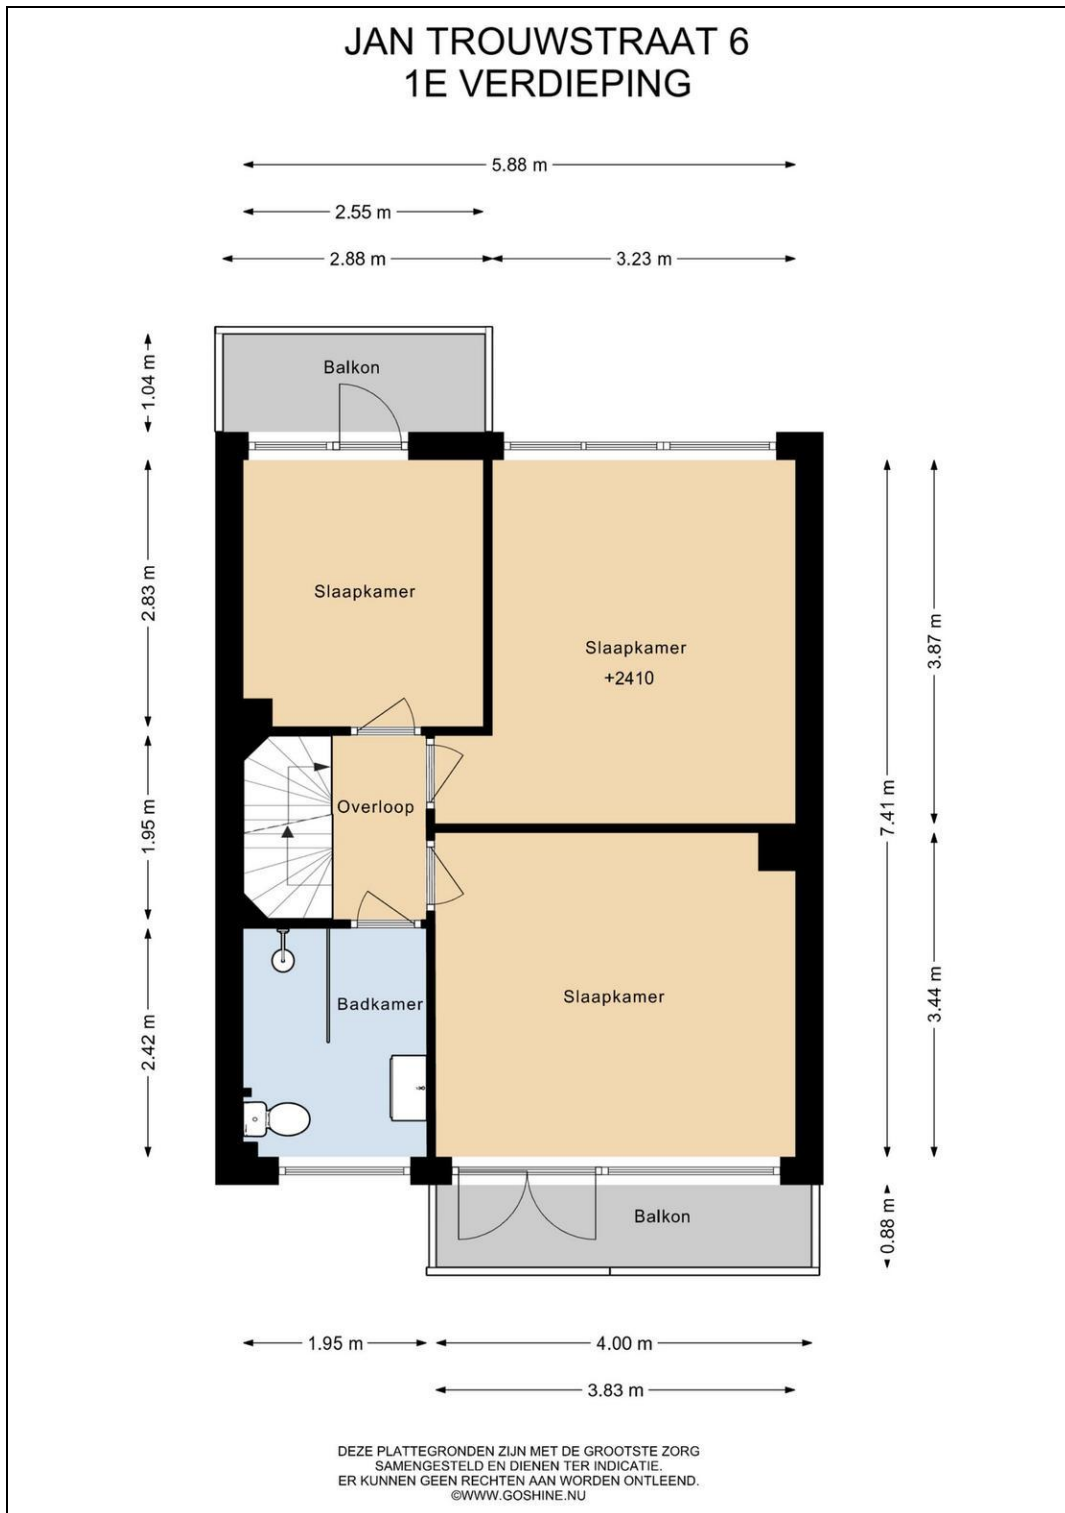 JAN TROUWSTRAAT 6
1E VERDIEPING
5.88 m
2.55 m
2.88 m
3.23 m
1.04 m
Balkon
2.83 m
Slaapkamer
Slaapkamer
+2410
3.87 m
7.41 m
1.95 m
Overloop
2.42 m
Badkamer
Slaapkamer
3.44 m
Balkon
0.88 m
1.95 m
4.00 m
3.83 m
DEZE PLATTEGRONDEN ZIJN MET DE GROOTSTE ZORG
SAMENGESTELD EN DIENEN TER INDICATIE.
ER KUNNEN GEEN RECHTEN AAN WORDEN ONTLEEND.
©WWW.GOSHINE.NU